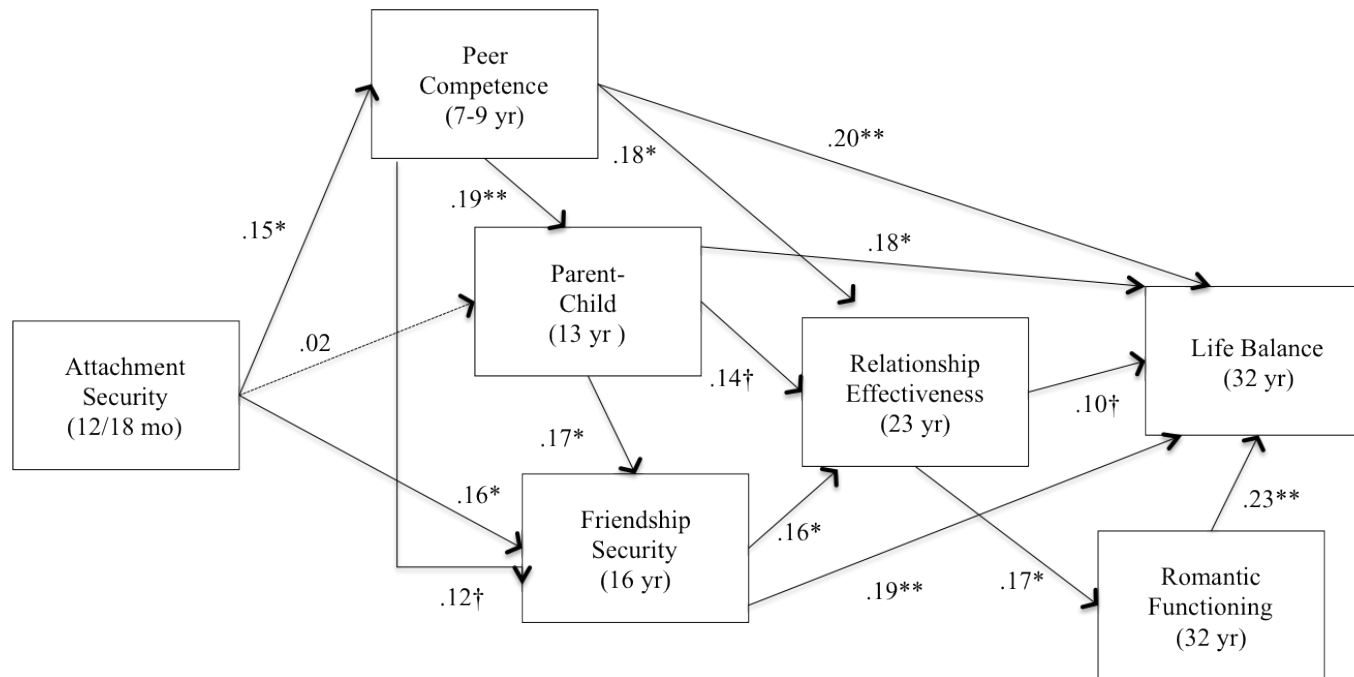 Peer
Competence
(7-9 yr)
.20**
.18*
.19**
.15*
.18*
Parent-
Child
(13 yr )
.02
Attachment
Security
(12/18 mo)
Life Balance
(32 yr)
Relationship
Effectiveness
(23 yr)
.14†
.10†
.17*
.16*
Friendship
Security
(16 yr)
.16*
.23**
.12†
.19**
.17*
Romantic
Functioning
(32 yr)